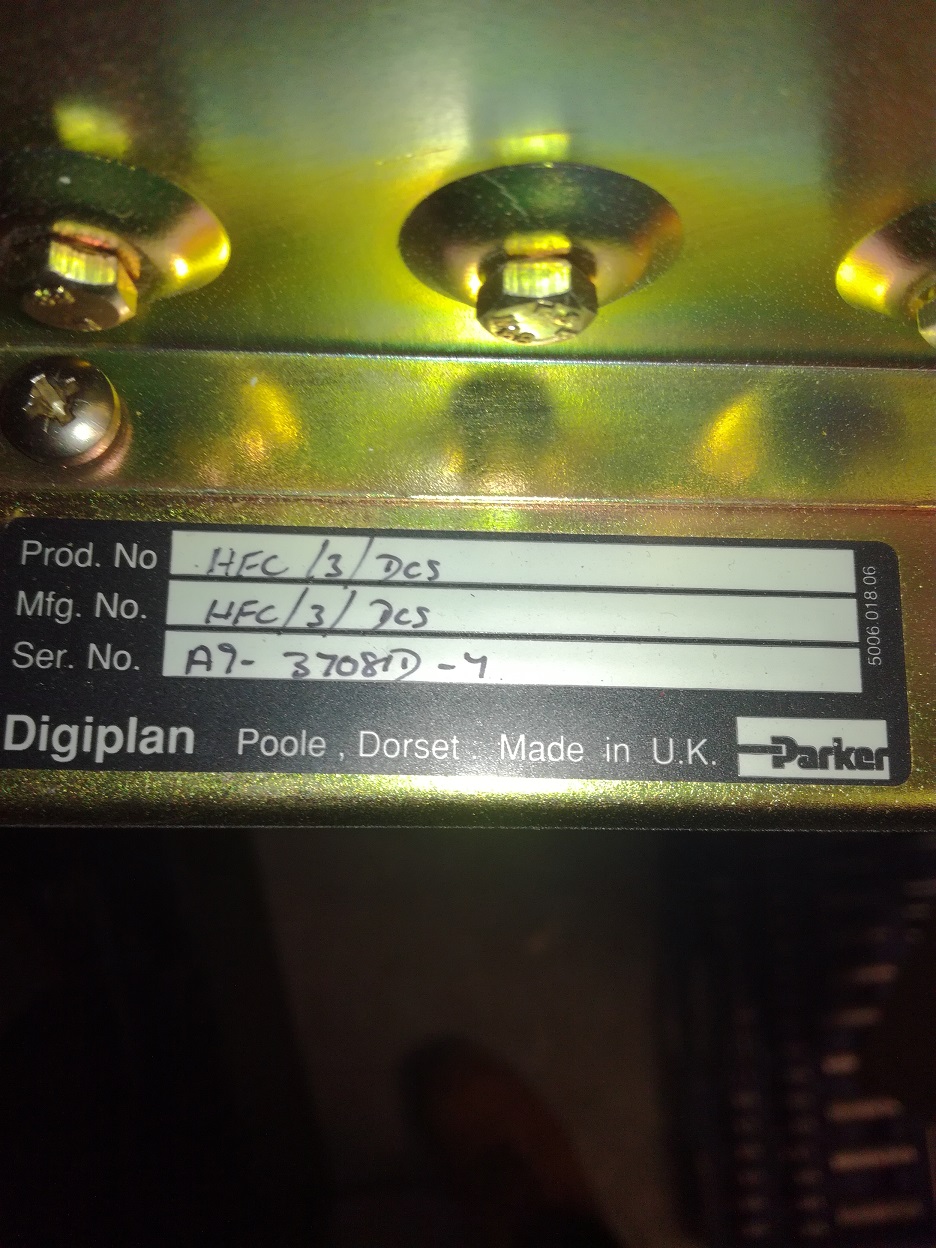 Prod. No HFC/3/DCS
Mfg. No. HFC/3/DCS
Ser. No. A9-37081D-4
5006.018.06
Digiplan Poole, Dorset. Made in U.K. Parker